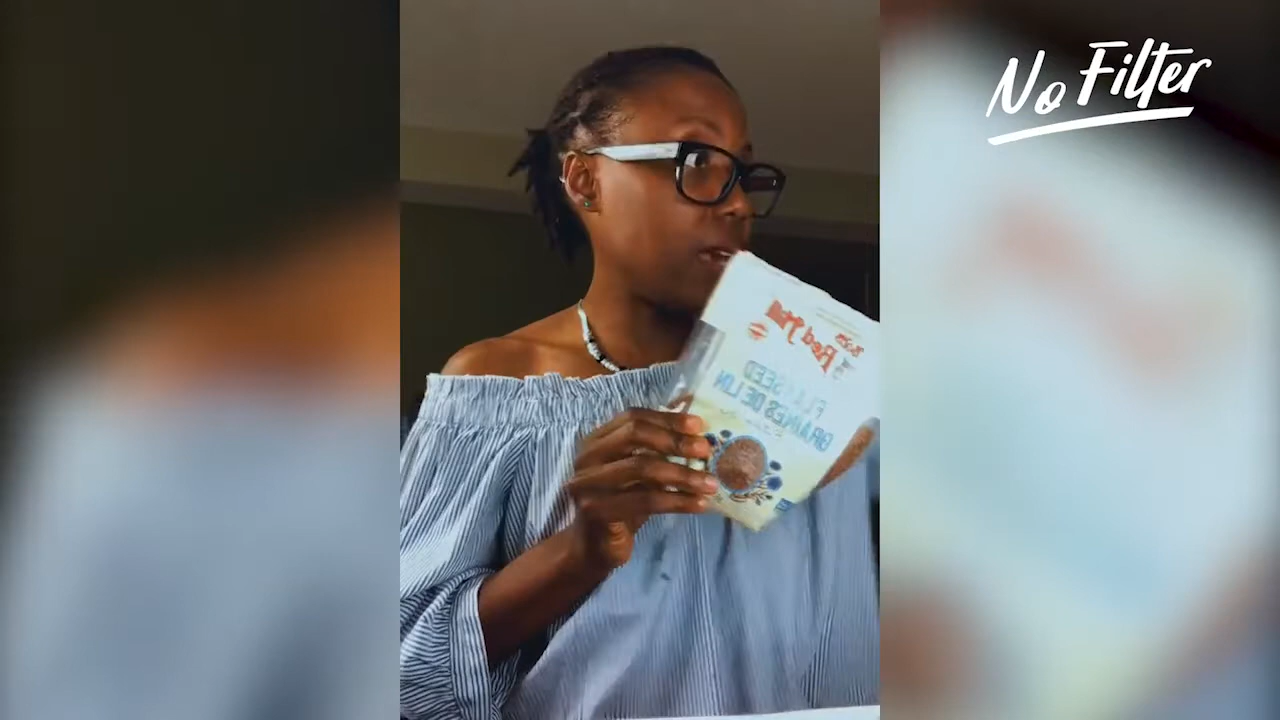 No Filter
Bob's
Red Mill
FLAXSEED
GRAINES DE LIN